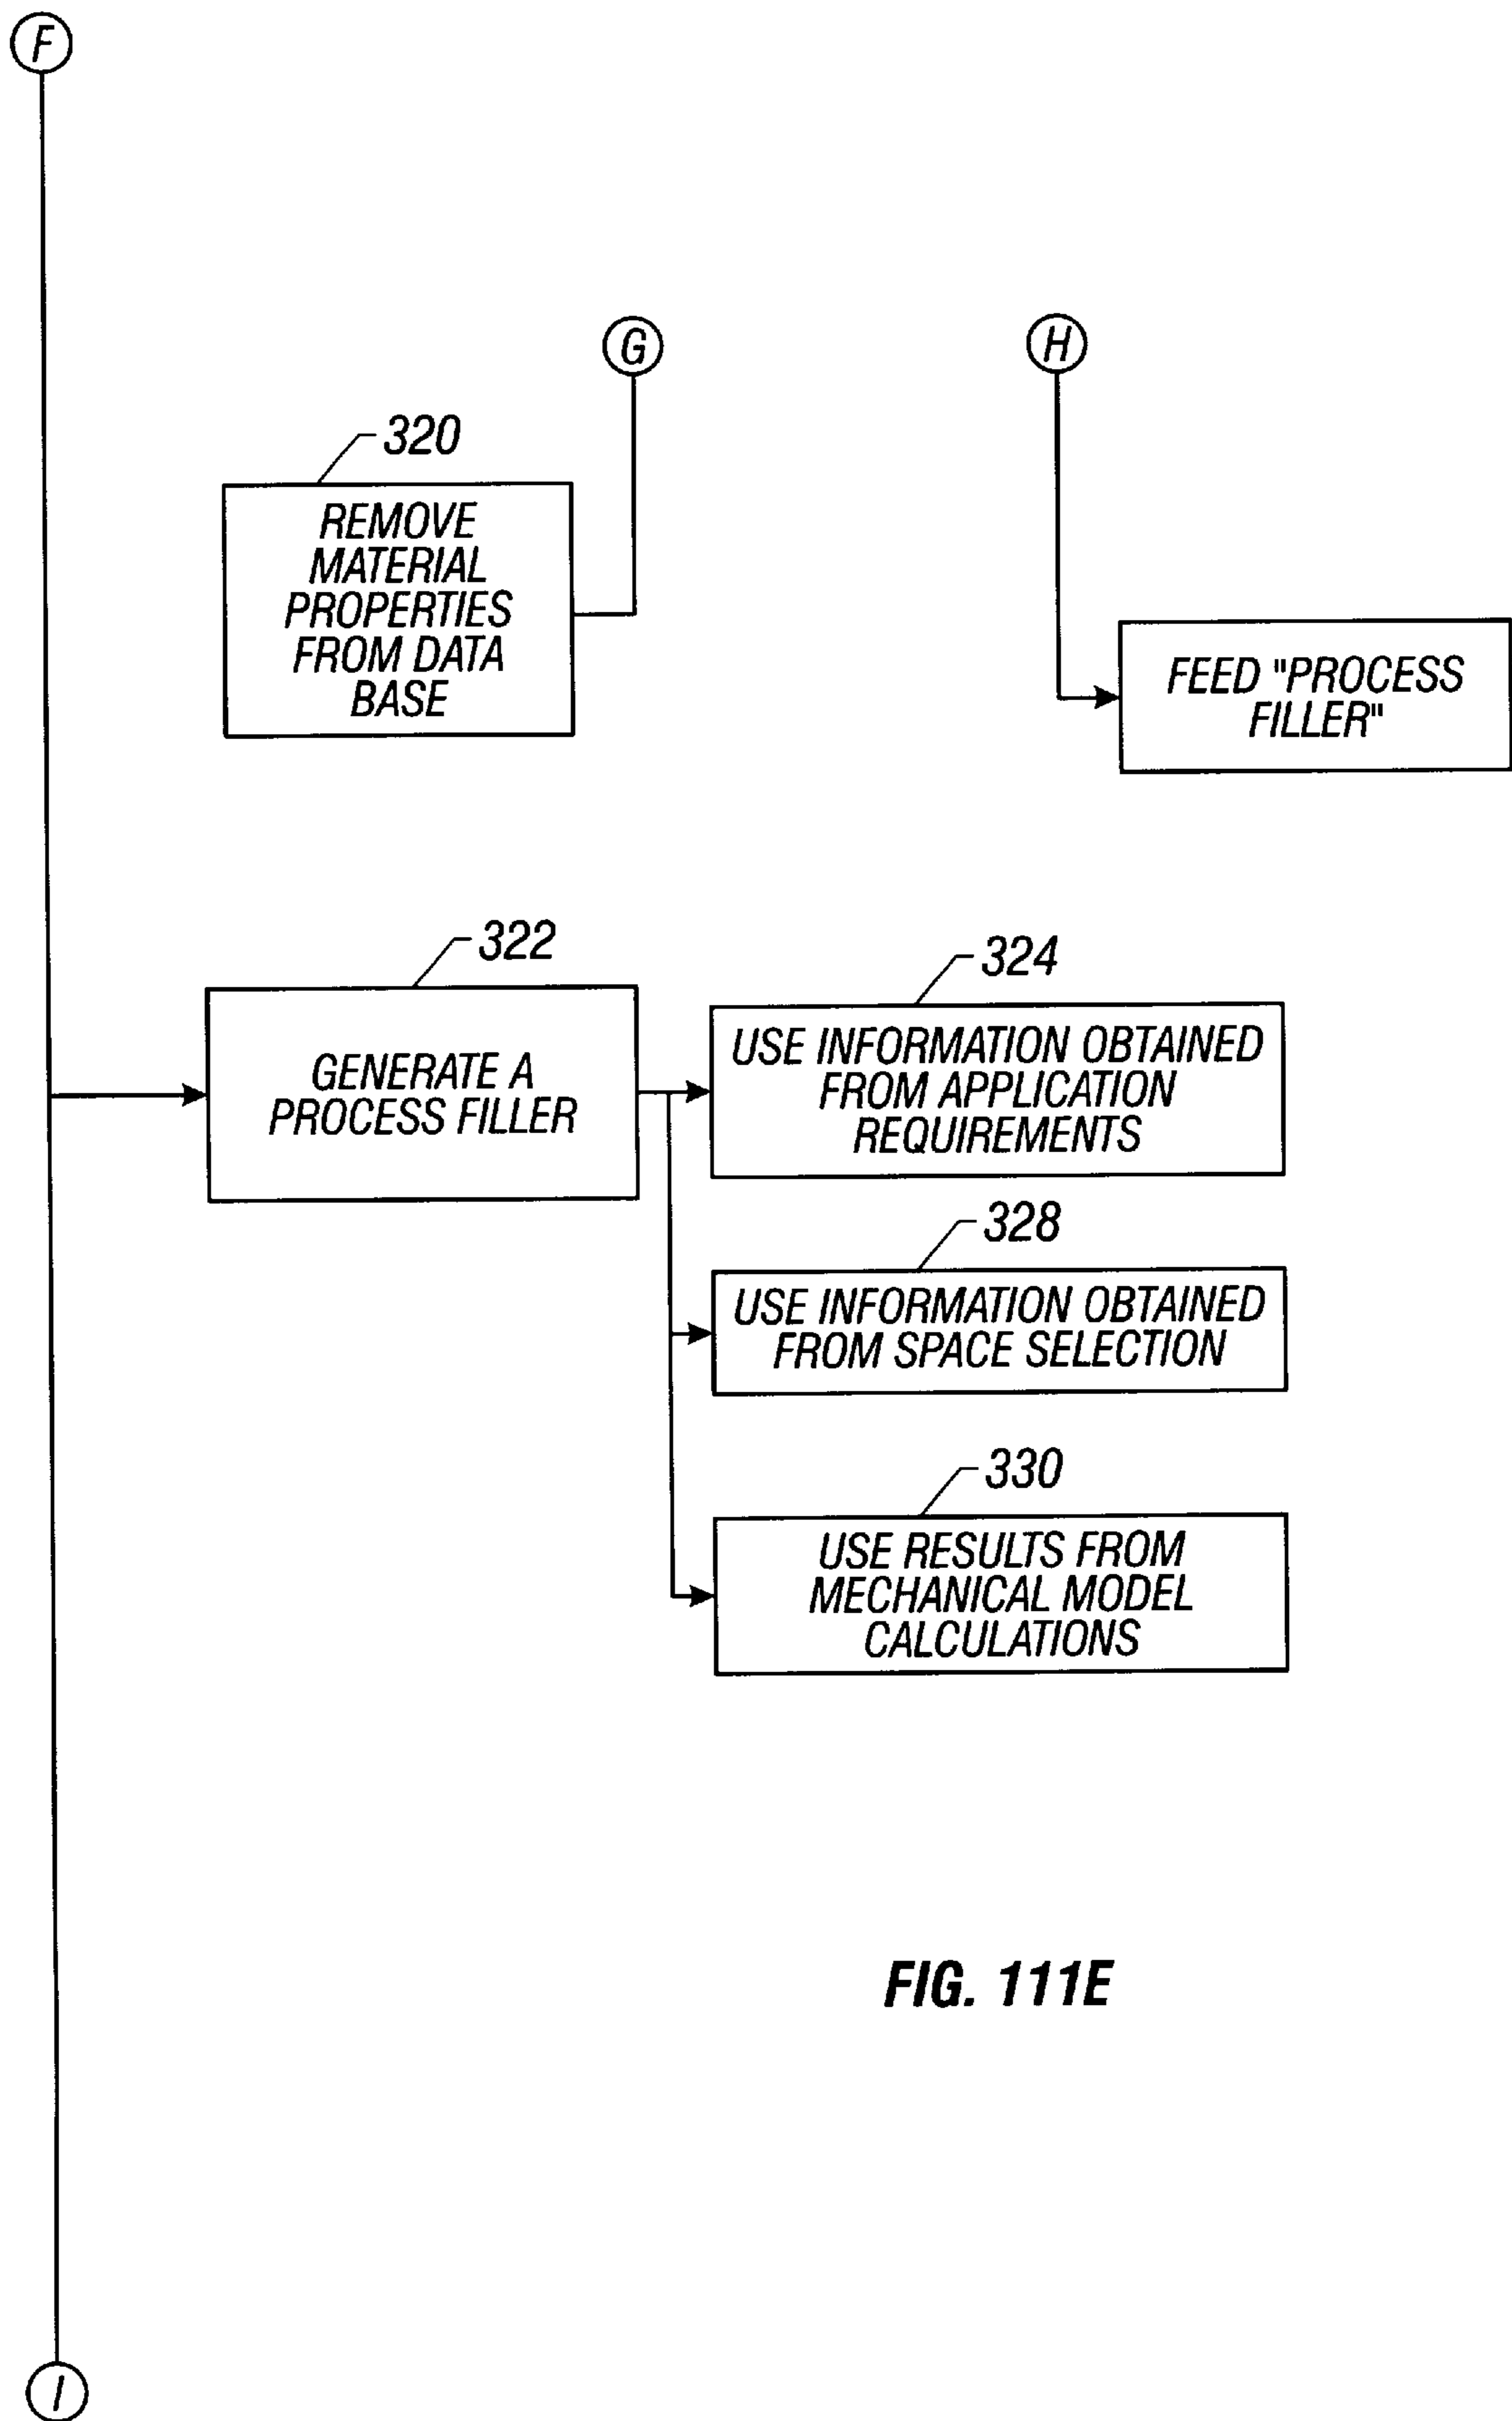 F
G
H
320
REMOVE
MATERIAL
PROPERTIES
FROM DATA
BASE
FEED "PROCESS
FILLER"
322
GENERATE A
PROCESS FILLER
324
USE INFORMATION OBTAINED
FROM APPLICATION
REQUIREMENTS
328
USE INFORMATION OBTAINED
FROM SPACE SELECTION
330
USE RESULTS FROM
MECHANICAL MODEL
CALCULATIONS
FIG. 111E
I